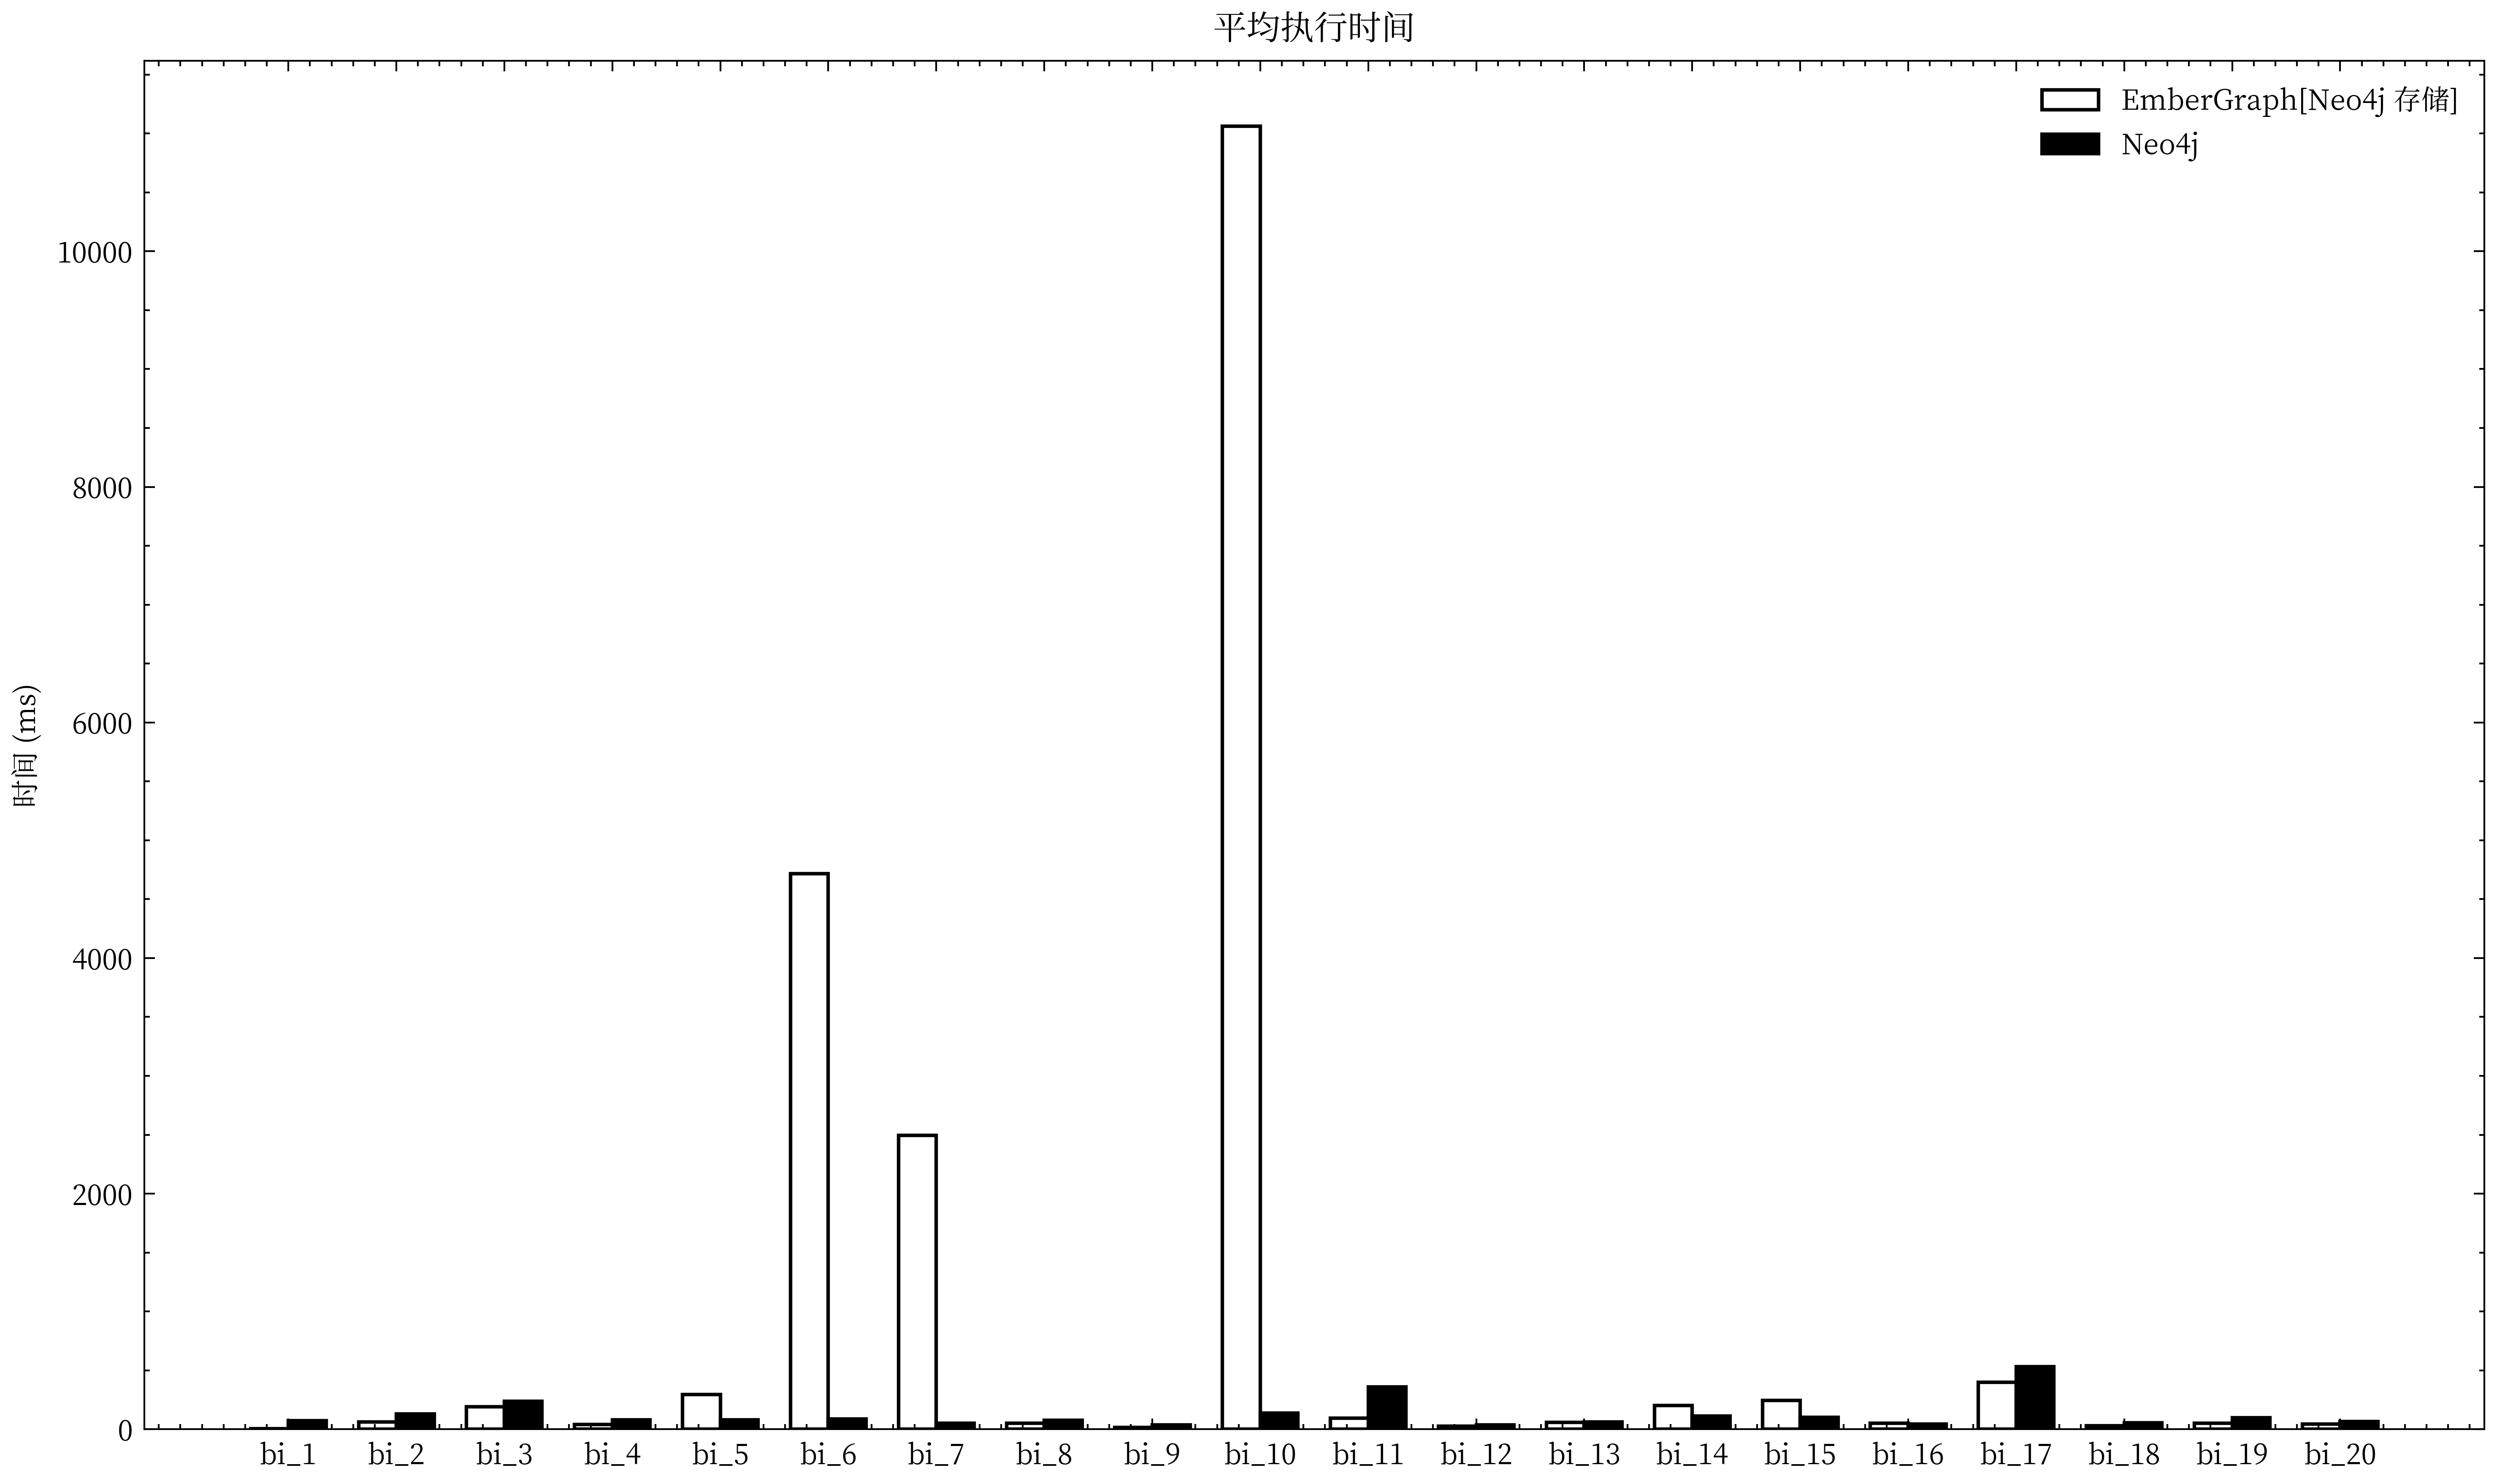 平均执行时间
EmberGraph[Neo4j 存储]
Neo4j
时间 (ms)
10000
8000
6000
4000
2000
0
bi_1 bi_2 bi_3 bi_4 bi_5 bi_6 bi_7 bi_8 bi_9 bi_10 bi_11 bi_12 bi_13 bi_14 bi_15 bi_16 bi_17 bi_18 bi_19 bi_20